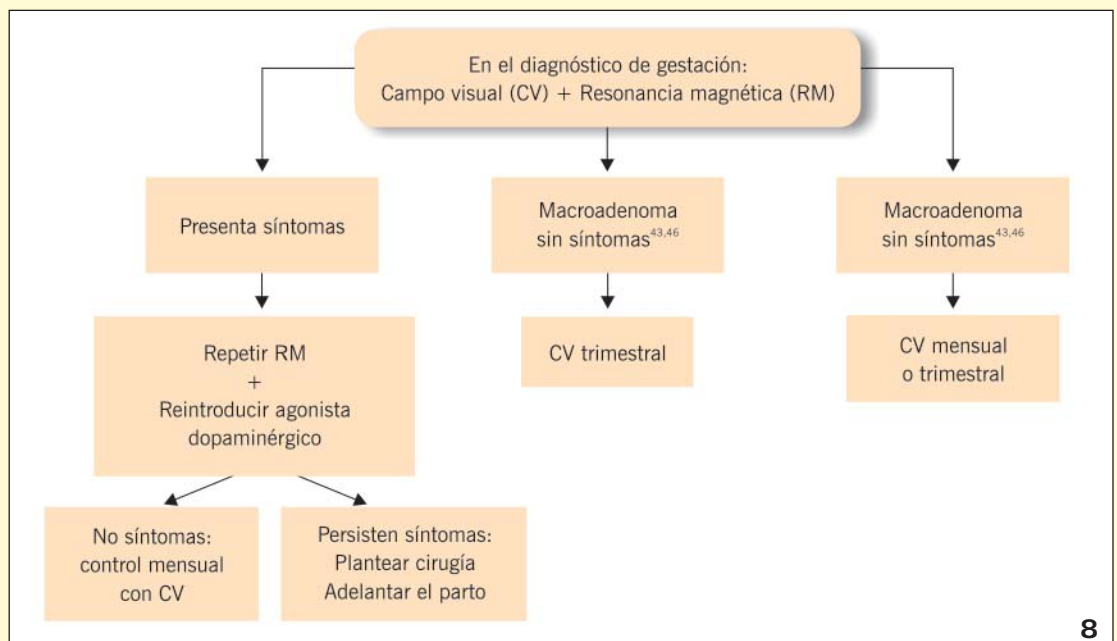 En el diagnóstico de gestación:
Campo visual (CV) + Resonancia magnética (RM)
Presenta síntomas
Macroadenoma
sin síntomas43,46
Macroadenoma
sin síntomas43,46
Repetir RM
+
Reintroducir agonista
dopaminérgico
CV trimestral
CV mensual
o trimestral
No síntomas:
control mensual
con CV
Persisten síntomas:
Plantear cirugía
Adelantar el parto
8